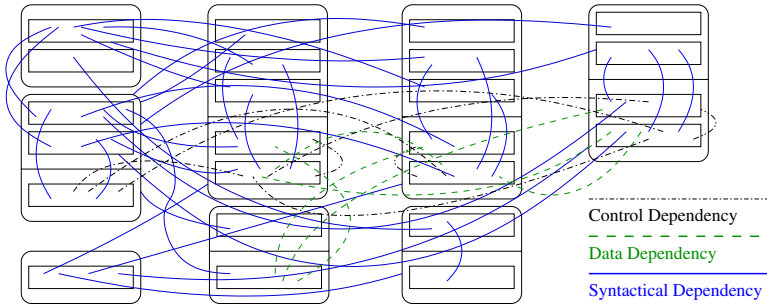 Control Dependency
Data Dependency
Syntactical Dependency